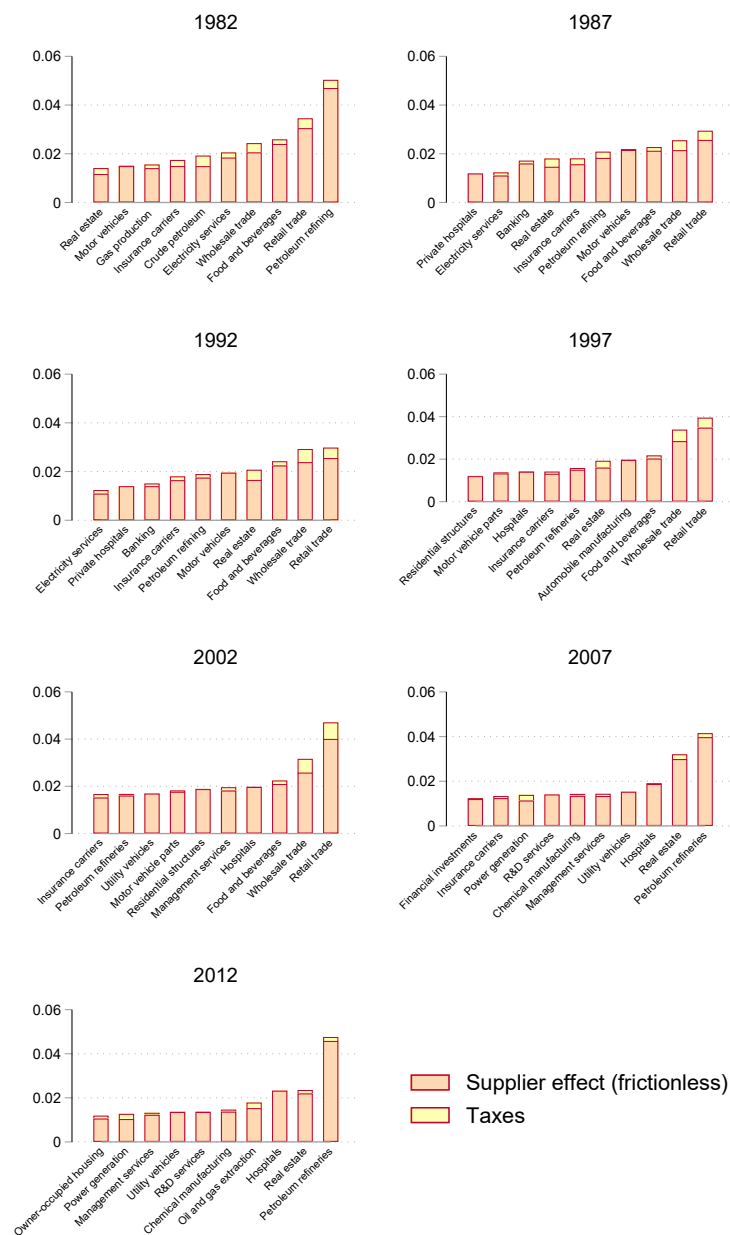 1982
0.06
0.04
0.02
0
Real estate
Motor vehicles
Gas production
Insurance carriers
Crude petroleum
Electricity services
Wholesale trade
Food and beverages
Retail trade
Petroleum refining
1987
0.06
0.04
0.02
0
Private hospitals
Electricity services
Banking
Real estate
Insurance carriers
Petroleum refining
Motor vehicles
Food and beverages
Wholesale trade
Retail trade
1992
0.06
0.04
0.02
0
Electricity services
Private hospitals
Banking
Insurance carriers
Petroleum refining
Motor vehicles
Real estate
Food and beverages
Wholesale trade
Retail trade
1997
0.06
0.04
0.02
0
Residential structures
Motor vehicle parts
Hospitals
Insurance carriers
Petroleum refineries
Real estate
Automobile manufacturing
Food and beverages
Wholesale trade
Retail trade
2002
0.06
0.04
0.02
0
Insurance carriers
Petroleum refineries
Utility vehicles
Motor vehicle parts
Residential structures
Management services
Hospitals
Food and beverages
Wholesale trade
Retail trade
2007
0.06
0.04
0.02
0
Financial investments
Insurance carriers
Power generation
R&D services
Chemical manufacturing
Management services
Utility vehicles
Hospitals
Real estate
Petroleum refineries
2012
0.06
0.04
0.02
0
Owner-occupied housing
Power generation
Management services
Utility vehicles
R&D services
Chemical manufacturing
Oil and gas extraction
Hospitals
Real estate
Petroleum refineries
Supplier effect (frictionless)
Taxes